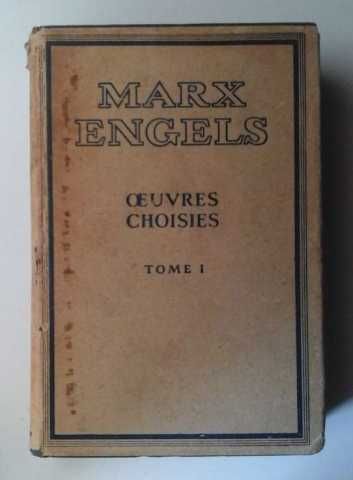 MARX
ENGELS
ŒUVRES
CHOISIES
TOME I